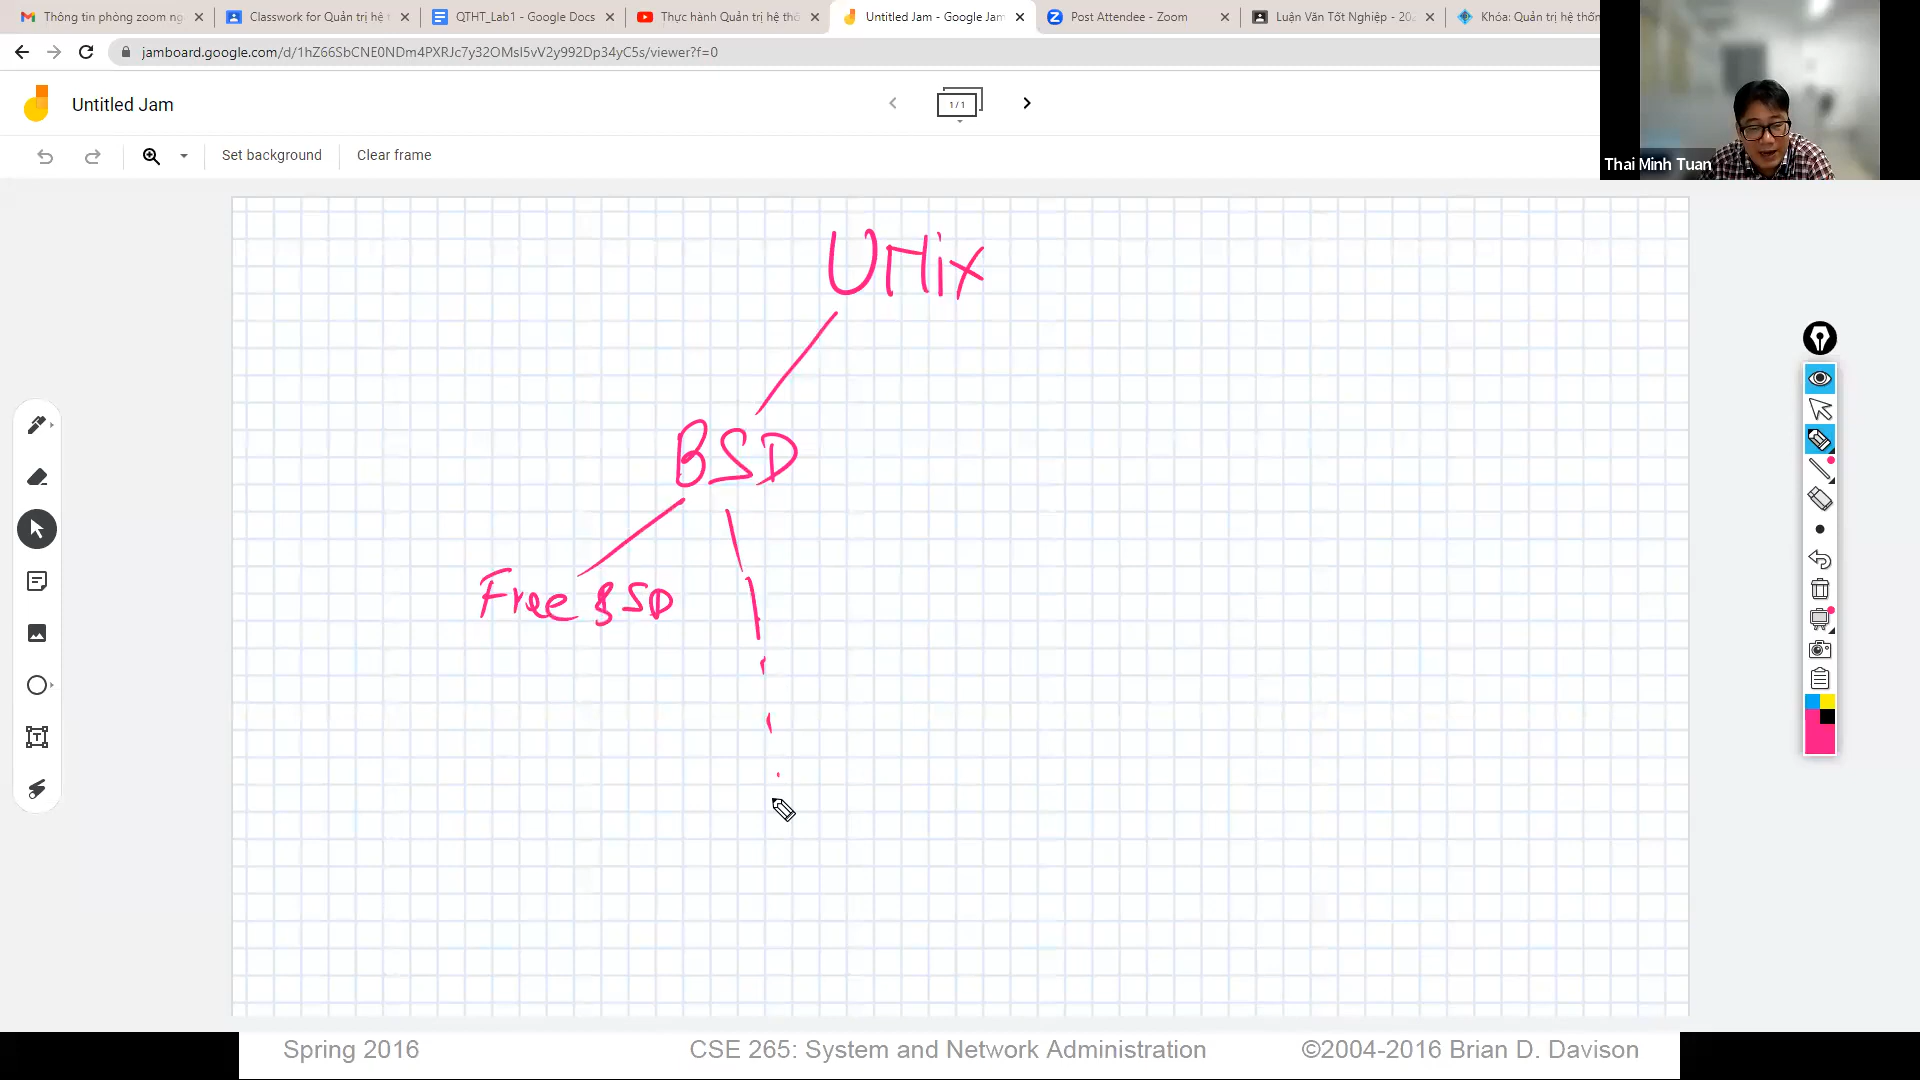 Thông tin phòng zoom ng
Classwork for Quản trị hệ t
QTHT_Lab1 - Google Docs
Thực hành Quản trị hệ thố
Untitled Jam - Google Jam
Post Attendee - Zoom
Luận Văn Tốt Nghiệp - 20
Khóa: Quản trị hệ thốn
jamboard.google.com/d/1hZ66SbCNE0NDm4PXRJc7y32OMsI5vV2y992Dp34yC5s/viewer?f=0
Untitled Jam
1 / 1
Set background
Clear frame
Thai Minh Tuan
Unix
BSD
Free BSD
Spring 2016
CSE 265: System and Network Administration
©2004-2016 Brian D. Davison